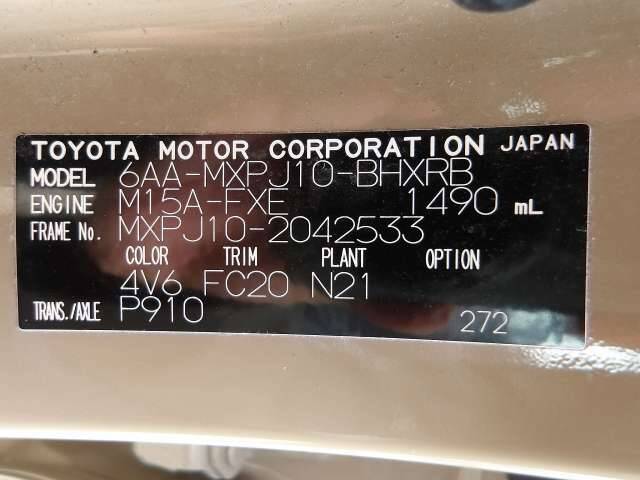 TOYOTA MOTOR CORPORATION JAPAN
MODEL 6AA-MXPJ10-BHXRB
ENGINE M15A-FXE 1490 mL
FRAME No. MXPJ10-2042533
COLOR TRIM PLANT OPTION
4V6 FC20 N21
TRANS./AXLE P910 272